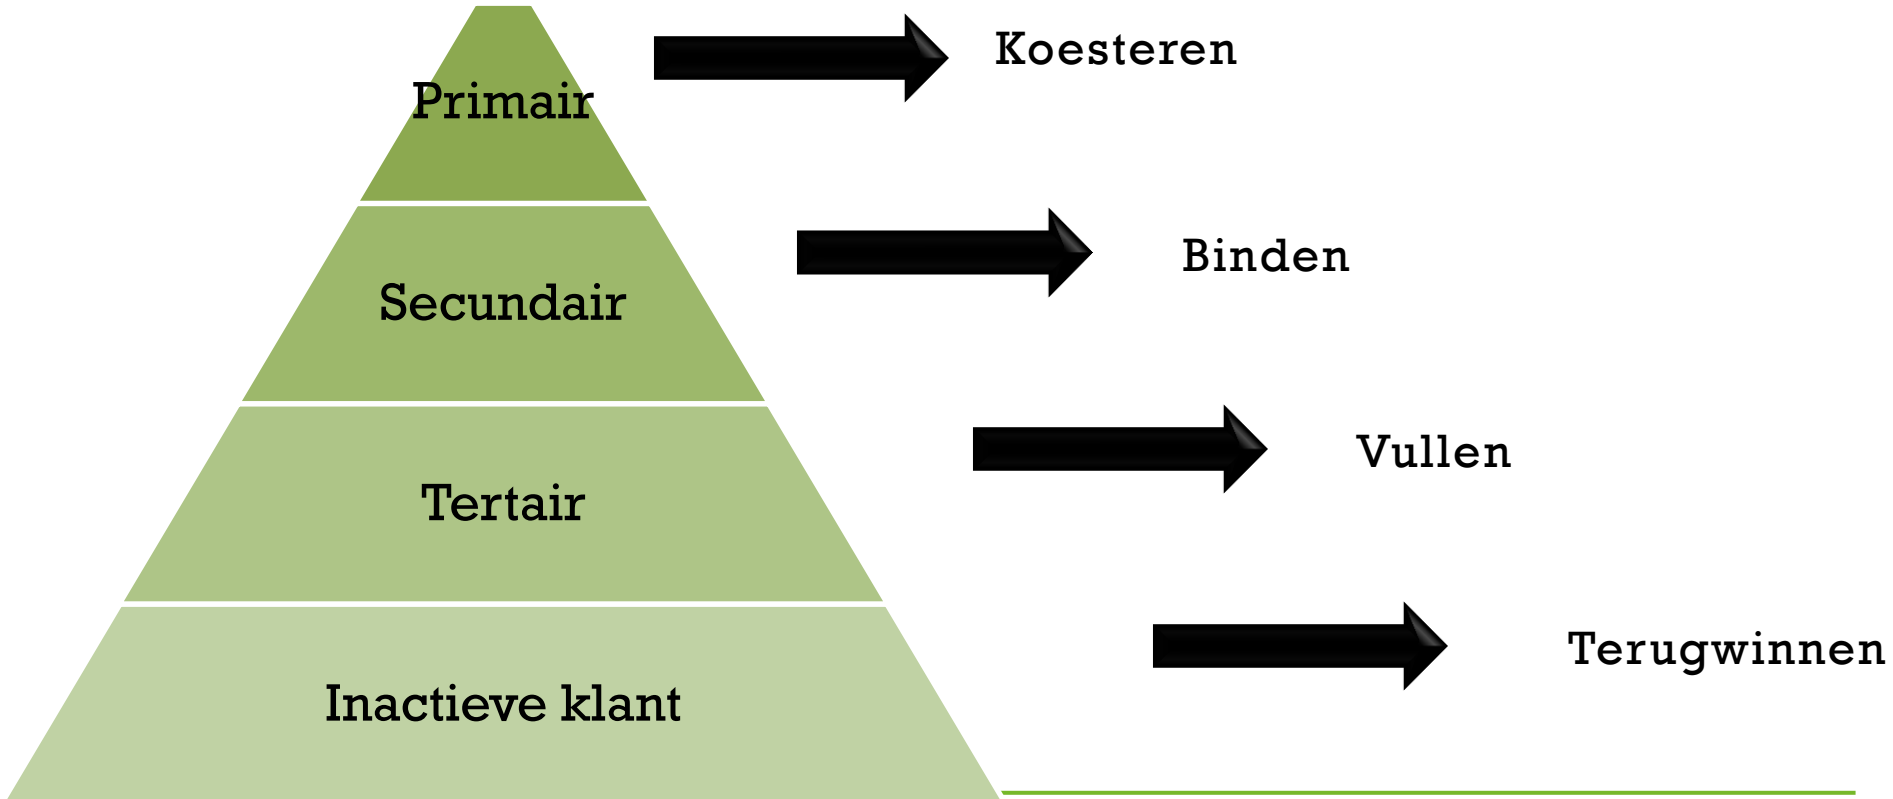 Primair
Koesteren
Secundair
Binden
Tertair
Vullen
Inactieve klant
Terugwinnen